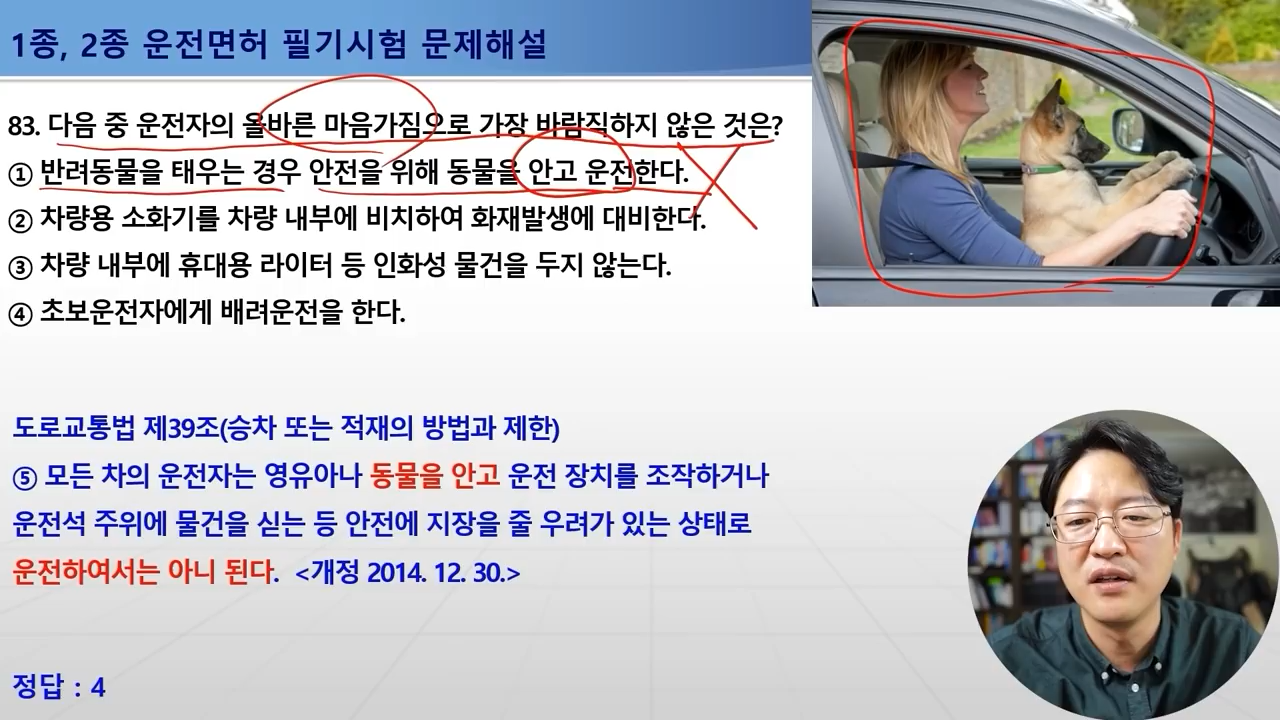 1종, 2종 운전면허 필기시험 문제해설
83. 다음 중 운전자의 올바른 마음가짐으로 가장 바람직하지 않은 것은?
① 반려동물을 태우는 경우 안전을 위해 동물을 안고 운전한다.
② 차량용 소화기를 차량 내부에 비치하여 화재발생에 대비한다.
③ 차량 내부에 휴대용 라이터 등 인화성 물건을 두지 않는다.
④ 초보운전자에게 배려운전을 한다.
도로교통법 제39조(승차 또는 적재의 방법과 제한)
⑤ 모든 차의 운전자는 영유아나 동물을 안고 운전 장치를 조작하거나
운전석 주위에 물건을 싣는 등 안전에 지장을 줄 우려가 있는 상태로
운전하여서는 아니 된다. <개정 2014. 12. 30.>
정답 : 4